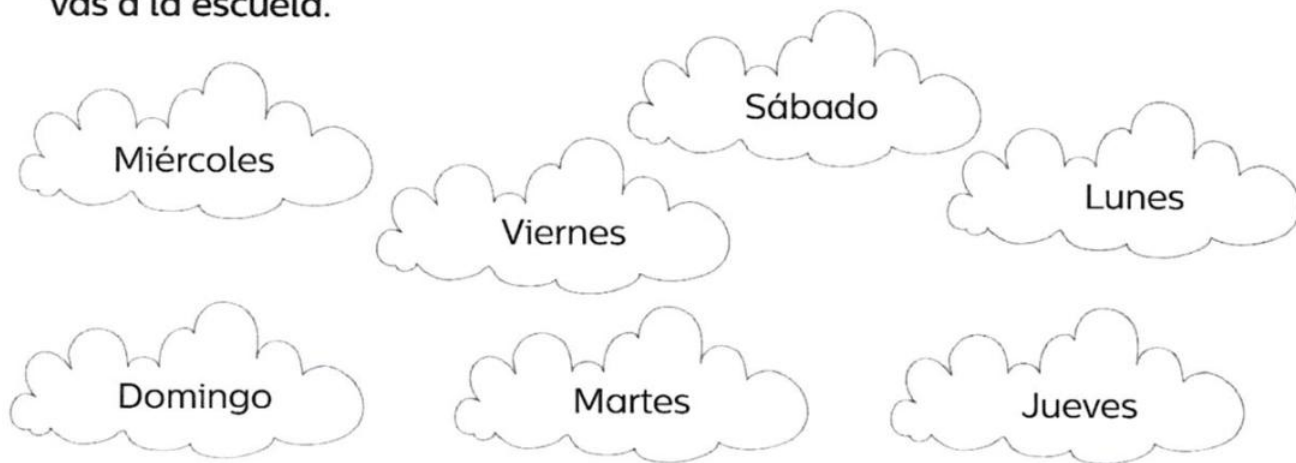 vas a la escuela.
Sábado
Miércoles
Lunes
Viernes
Domingo
Martes
Jueves